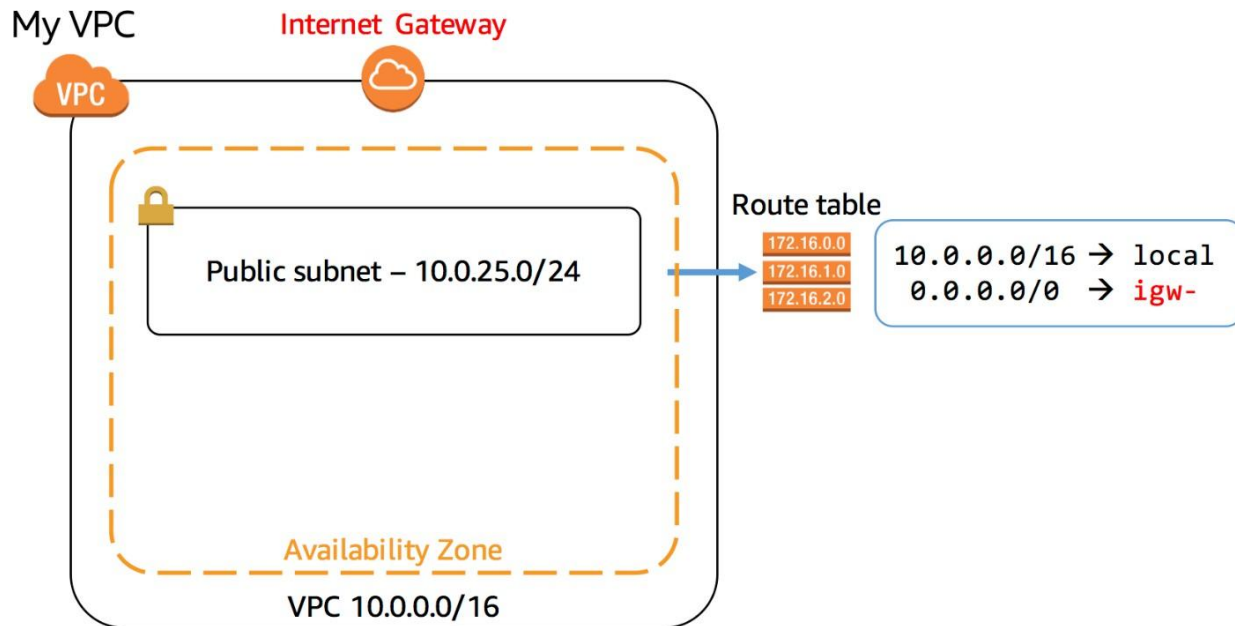 My VPC
Internet Gateway
VPC
Public subnet – 10.0.25.0/24
Availability Zone
VPC 10.0.0.0/16
Route table
172.16.0.0
172.16.1.0
172.16.2.0
10.0.0.0/16 → local
0.0.0.0/0 → igw-